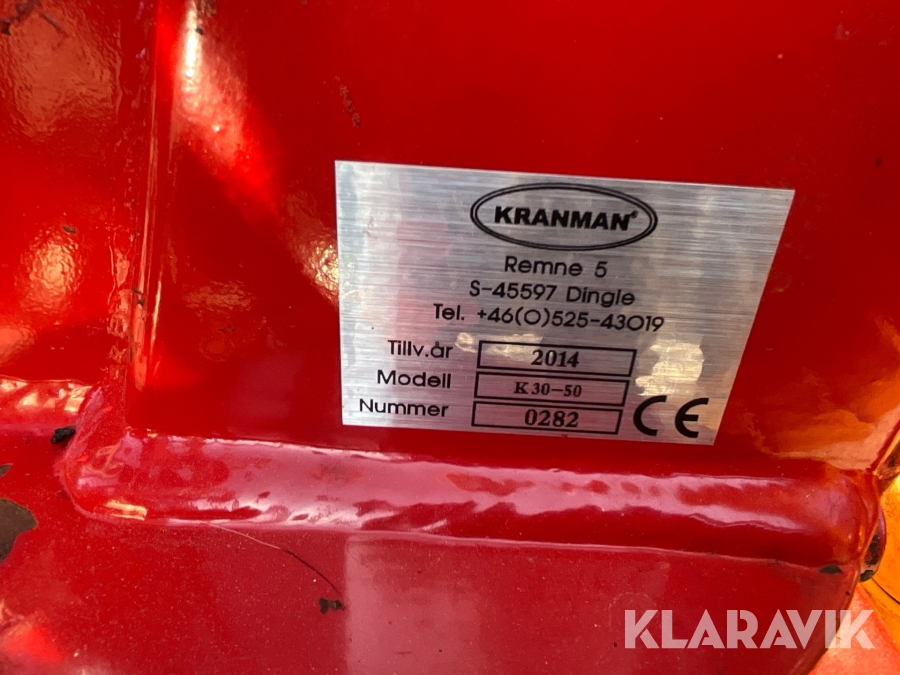 KRANMAN®
Remne 5
S-45597 Dingle
Tel. +46(0)525-43019
Tillv.år 2014
Modell K 30-50
Nummer 0282 CE
KLARAVIK